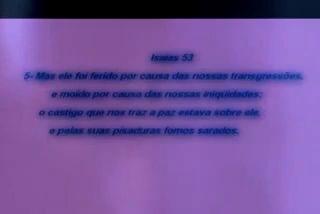 Isaías 53
5- Mas ele foi ferido por causa das nossas transgressões,
e moído por causa das nossas iniqüidades;
o castigo que nos traz a paz estava sobre ele,
e pelas suas pisaduras fomos sarados.